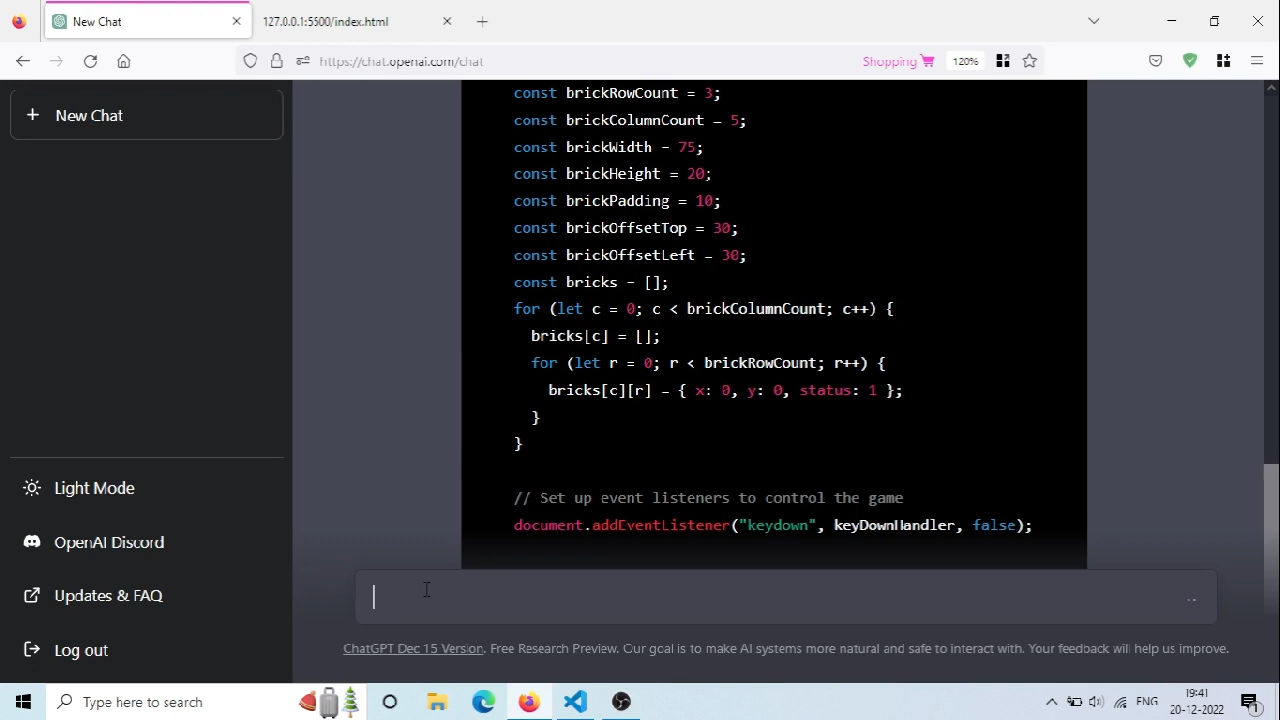 New Chat
127.0.0.1:5500/index.html
https://chat.openai.com/chat
Shopping
120%
New Chat
const brickRowCount = 3;
const brickColumnCount = 5;
const brickWidth = 75;
const brickHeight = 20;
const brickPadding = 10;
const brickOffsetTop = 30;
const brickOffsetLeft = 30;
const bricks = [];
for (let c = 0; c < brickColumnCount; c++) {
bricks[c] = [];
for (let r = 0; r < brickRowCount; r++) {
bricks[c][r] = { x: 0, y: 0, status: 1 };
}
}
// Set up event listeners to control the game
document.addEventListener("keydown", keyDownHandler, false);
Light Mode
OpenAI Discord
Updates & FAQ
Log out
ChatGPT Dec 15 Version. Free Research Preview. Our goal is to make AI systems more natural and safe to interact with. Your feedback will help us improve.
Type here to search
ENG
19:41
20-12-2022
1